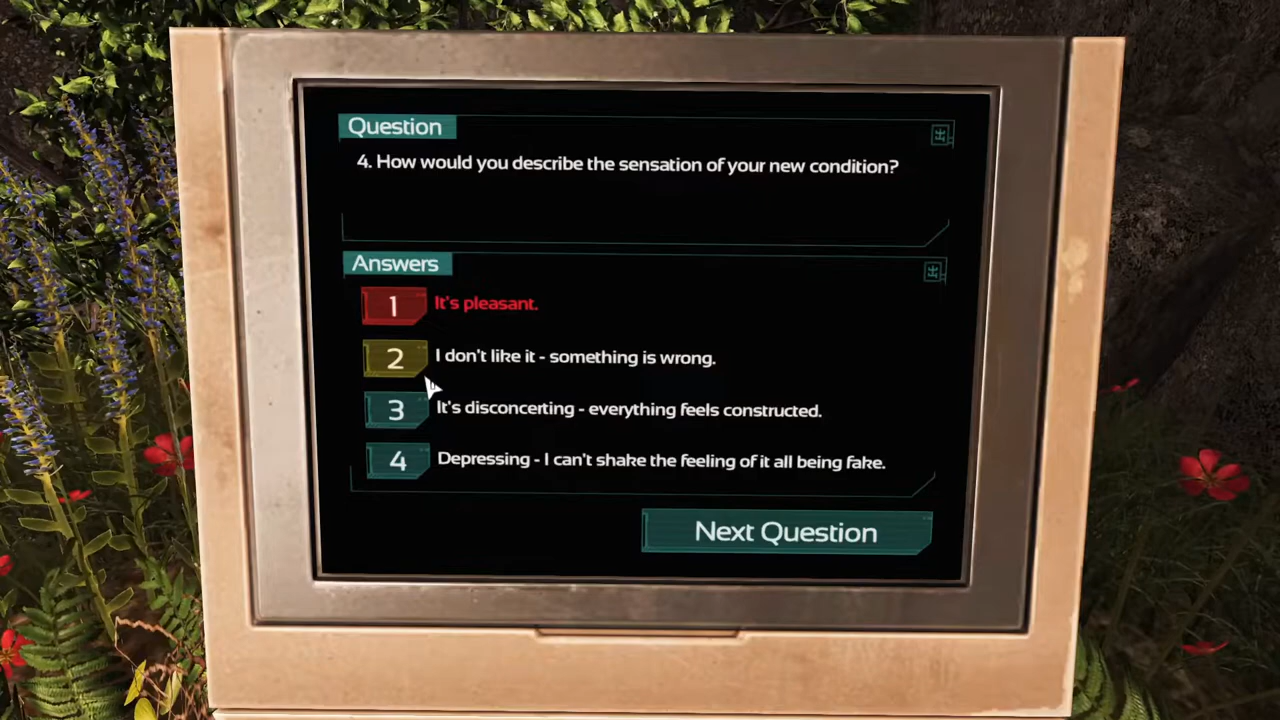 Question
4. How would you describe the sensation of your new condition?
Answers
1 It's pleasant.
2 I don't like it - something is wrong.
3 It's disconcerting - everything feels constructed.
4 Depressing - I can't shake the feeling of it all being fake.
Next Question